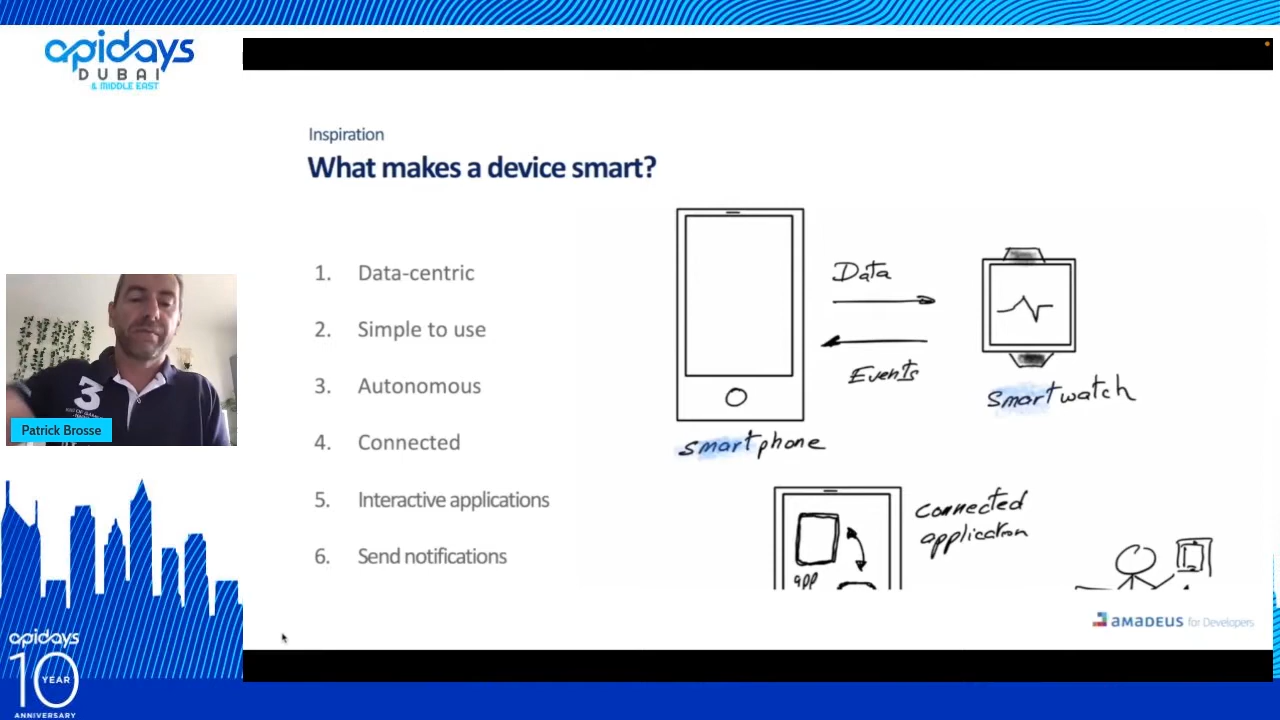 apidays
DUBAI
& MIDDLE EAST
Inspiration
What makes a device smart?
1. Data-centric
2. Simple to use
3. Autonomous
4. Connected
5. Interactive applications
6. Send notifications
Data
Events
smartphone
smartwatch
Connected
application
app
3
Patrick Brosse
amadeus for Developers
apidays
10
YEAR
ANNIVERSARY